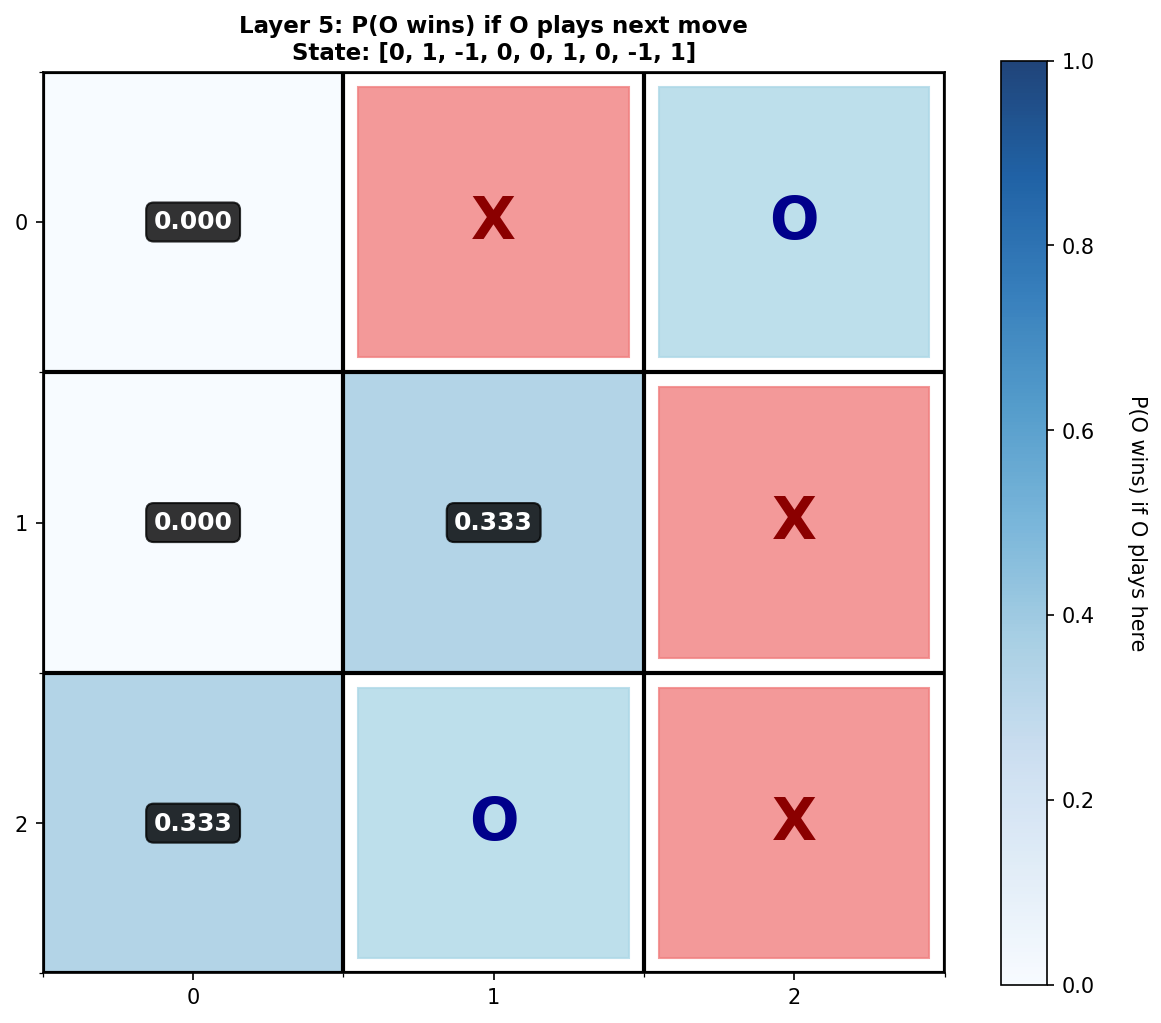 Layer 5: P(O wins) if O plays next move
State: [0, 1, -1, 0, 0, 1, 0, -1, 1]
0
0.000
X
O
1
0.000
0.333
X
2
0.333
O
X
0
1
2
1.0
0.8
0.6
0.4
0.2
0.0
P(O wins) if O plays here